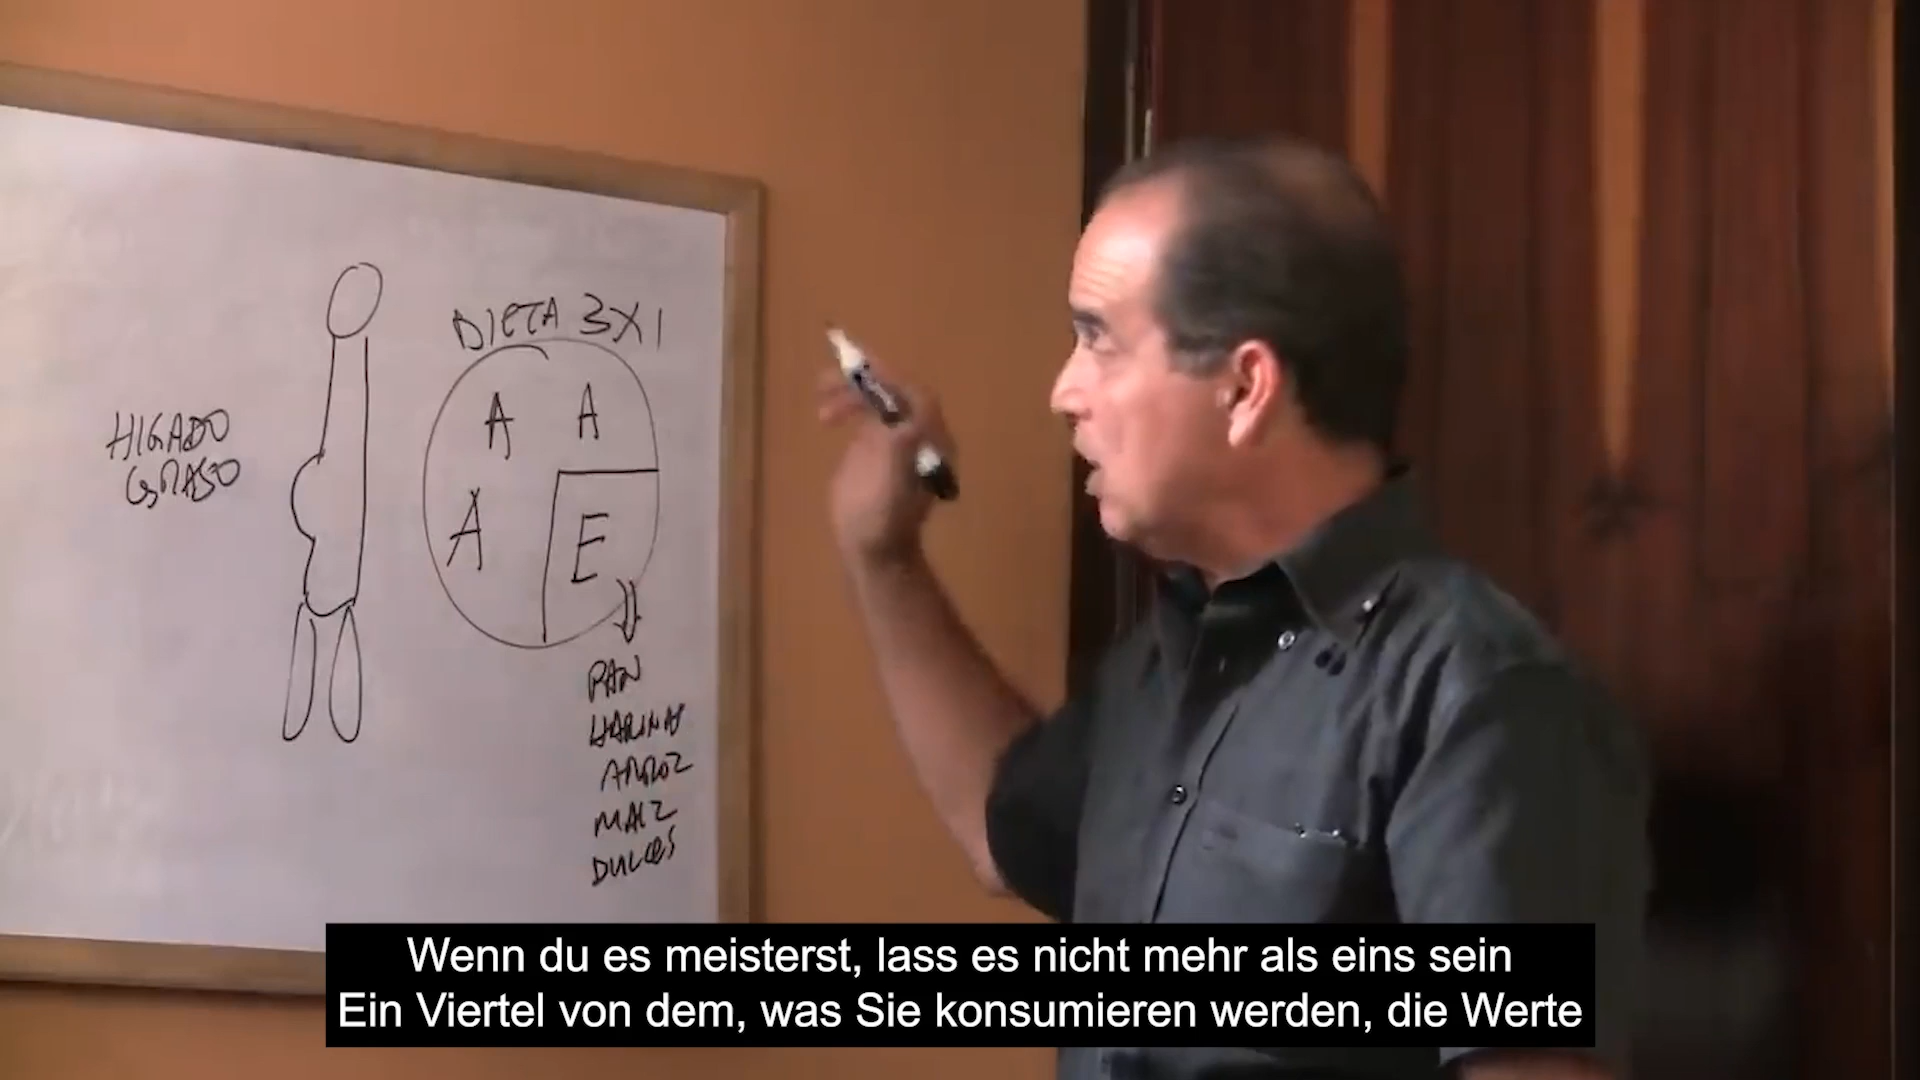 DIETA 3X1
HIGADO
GRASO
A A
A E
PAN
HARINAS
ARROZ
MAIZ
DULCES
Wenn du es meisterst, lass es nicht mehr als eins sein
Ein Viertel von dem, was Sie konsumieren werden, die Werte